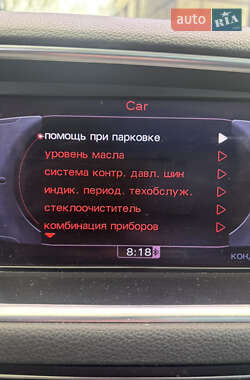 AUTO RIA
Car
помощь при парковке
уровень масла
система контр. давл. шин
индик. период. техобслуж.
стеклоочиститель
комбинация приборов
8:18
конд